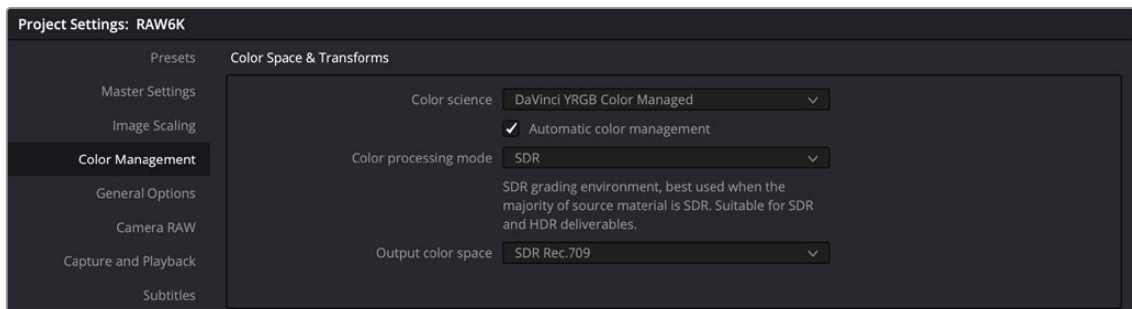 Project Settings: RAW6K
Presets
Master Settings
Image Scaling
Color Management
General Options
Camera RAW
Capture and Playback
Subtitles
Color Space & Transforms
Color science DaVinci YRGB Color Managed
Automatic color management
Color processing mode SDR
SDR grading environment, best used when the
majority of source material is SDR. Suitable for SDR
and HDR deliverables.
Output color space SDR Rec.709